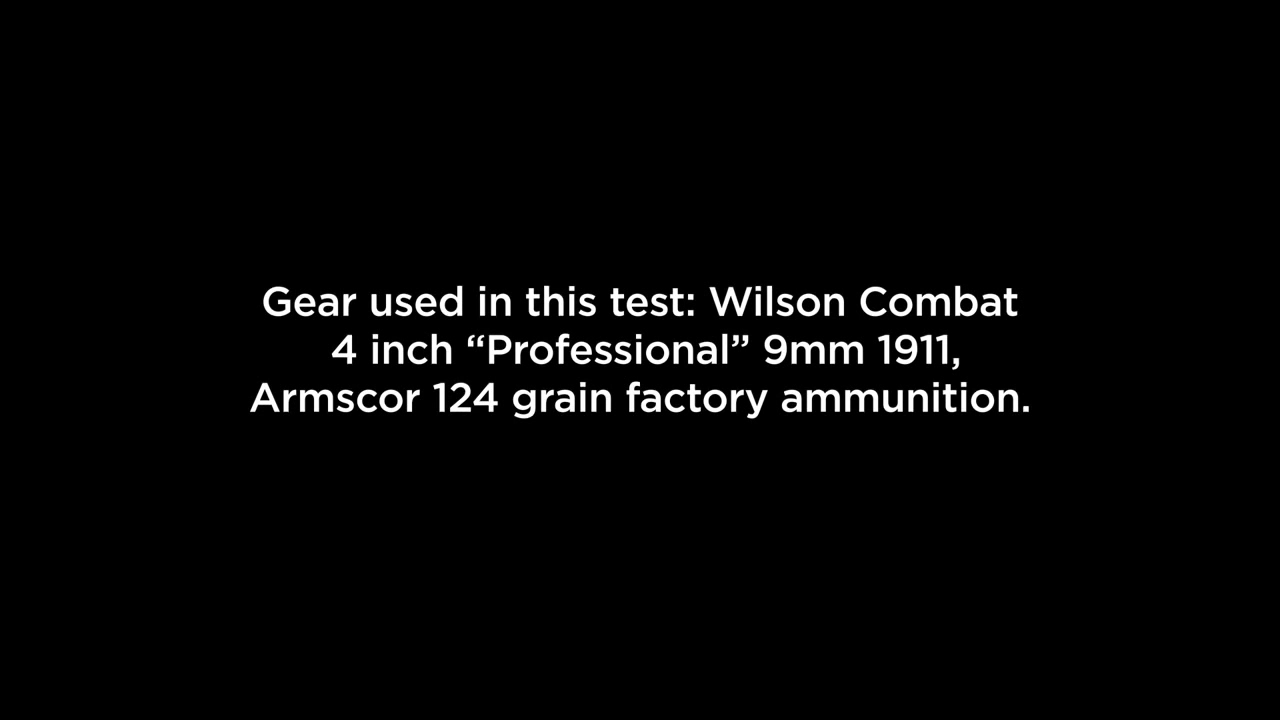 Gear used in this test: Wilson Combat
4 inch “Professional” 9mm 1911,
Armscor 124 grain factory ammunition.